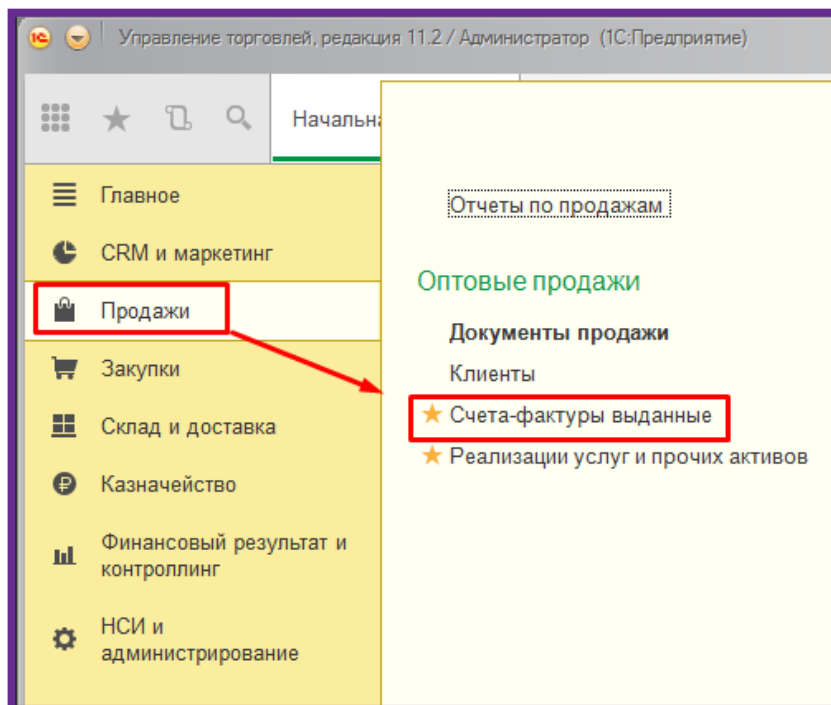 1С Управление торговлей, редакция 11.2 / Администратор (1С:Предприятие)
Начальна
Главное
CRM и маркетинг
Продажи
Закупки
Склад и доставка
Казначейство
Финансовый результат и
контроллинг
НСИ и
администрирование
Отчеты по продажам
Оптовые продажи
Документы продажи
Клиенты
Счета-фактуры выданные
Реализации услуг и прочих активов